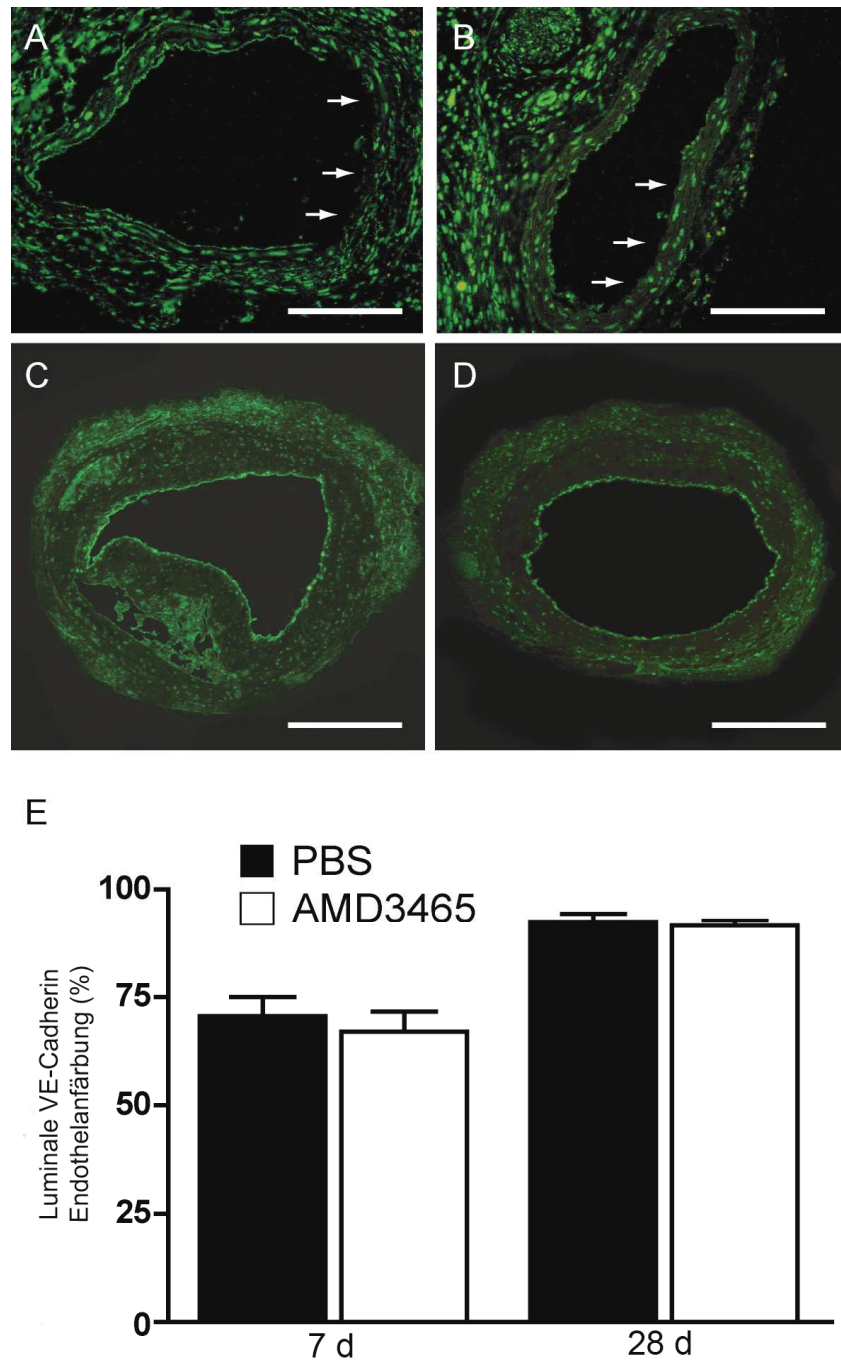 A
B
C
D
E
PBS
AMD3465
Luminale VE-Cadherin
Endothelanfärbung (%)
100
75
50
25
0
7 d
28 d